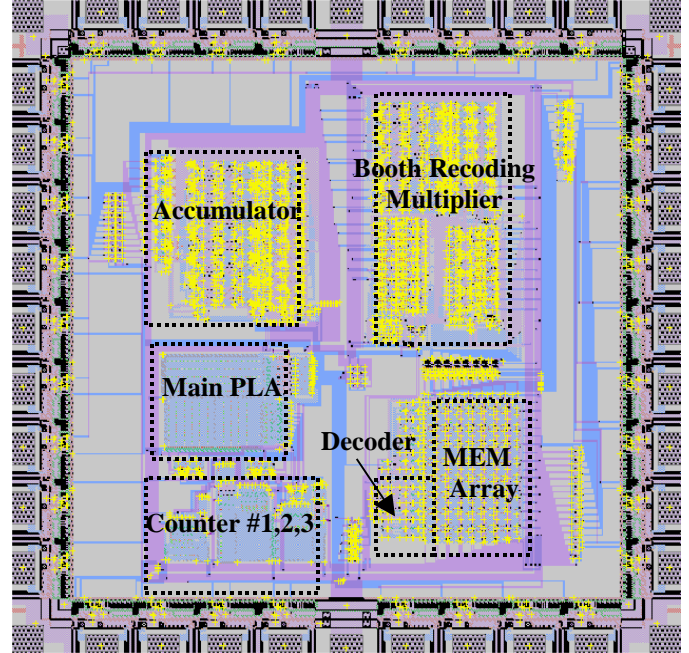 Booth Recoding
Multiplier
Accumulator
Main PLA
Decoder
MEM
Array
Counter #1,2,3